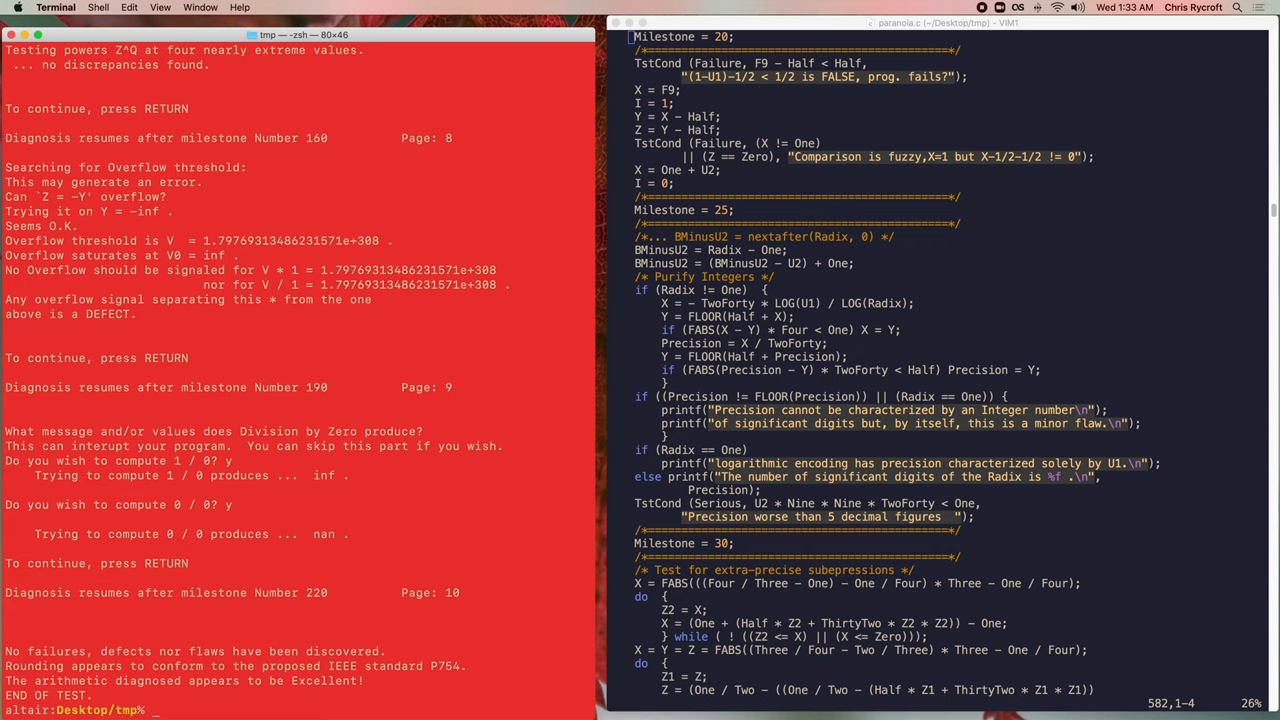 Terminal Shell Edit View Window Help
OS Wed 1:33 AM Chris Rycroft
tmp — -zsh — 80×46
Testing powers Z^Q at four nearly extreme values.
... no discrepancies found.
To continue, press RETURN
Diagnosis resumes after milestone Number 160 Page: 8
Searching for Overflow threshold:
This may generate an error.
Can `Z = -Y' overflow?
Trying it on Y = -inf .
Seems O.K.
Overflow threshold is V = 1.79769313486231571e+308 .
Overflow saturates at V0 = inf .
No Overflow should be signaled for V * 1 = 1.79769313486231571e+308
nor for V / 1 = 1.79769313486231571e+308 .
Any overflow signal separating this * from the one
above is a DEFECT.
To continue, press RETURN
Diagnosis resumes after milestone Number 190 Page: 9
What message and/or values does Division by Zero produce?
This can interupt your program. You can skip this part if you wish.
Do you wish to compute 1 / 0? y
Trying to compute 1 / 0 produces ... inf .
Do you wish to compute 0 / 0? y
Trying to compute 0 / 0 produces ... nan .
To continue, press RETURN
Diagnosis resumes after milestone Number 220 Page: 10
No failures, defects nor flaws have been discovered.
Rounding appears to conform to the proposed IEEE standard P754.
The arithmetic diagnosed appears to be Excellent!
END OF TEST.
altair:Desktop/tmp% _
paranoia.c (~/Desktop/tmp) - VIM1
Milestone = 20;
/*=============================================*/
TstCond (Failure, F9 - Half < Half,
"(1-U1)-1/2 < 1/2 is FALSE, prog. fails?");
X = F9;
I = 1;
Y = X - Half;
Z = Y - Half;
TstCond (Failure, (X != One)
|| (Z == Zero), "Comparison is fuzzy,X=1 but X-1/2-1/2 != 0");
X = One + U2;
I = 0;
/*=============================================*/
Milestone = 25;
/*=============================================*/
/*... BMinusU2 = nextafter(Radix, 0) */
BMinusU2 = Radix - One;
BMinusU2 = (BMinusU2 - U2) + One;
/* Purify Integers */
if (Radix != One) {
X = - TwoForty * LOG(U1) / LOG(Radix);
Y = FLOOR(Half + X);
if (FABS(X - Y) * Four < One) X = Y;
Precision = X / TwoForty;
Y = FLOOR(Half + Precision);
if (FABS(Precision - Y) * TwoForty < Half) Precision = Y;
}
if ((Precision != FLOOR(Precision)) || (Radix == One)) {
printf("Precision cannot be characterized by an Integer number\n");
printf("of significant digits but, by itself, this is a minor flaw.\n");
}
if (Radix == One)
printf("logarithmic encoding has precision characterized solely by U1.\n");
else printf("The number of significant digits of the Radix is %f .\n",
Precision);
TstCond (Serious, U2 * Nine * Nine * TwoForty < One,
"Precision worse than 5 decimal figures ");
/*=============================================*/
Milestone = 30;
/*=============================================*/
/* Test for extra-precise subepressions */
X = FABS(((Four / Three - One) - One / Four) * Three - One / Four);
do {
Z2 = X;
X = (One + (Half * Z2 + ThirtyTwo * Z2 * Z2)) - One;
} while ( ! ((Z2 <= X) || (X <= Zero)));
X = Y = Z = FABS((Three / Four - Two / Three) * Three - One / Four);
do {
Z1 = Z;
Z = (One / Two - ((One / Two - (Half * Z1 + ThirtyTwo * Z1 * Z1))
582,1-4 26%